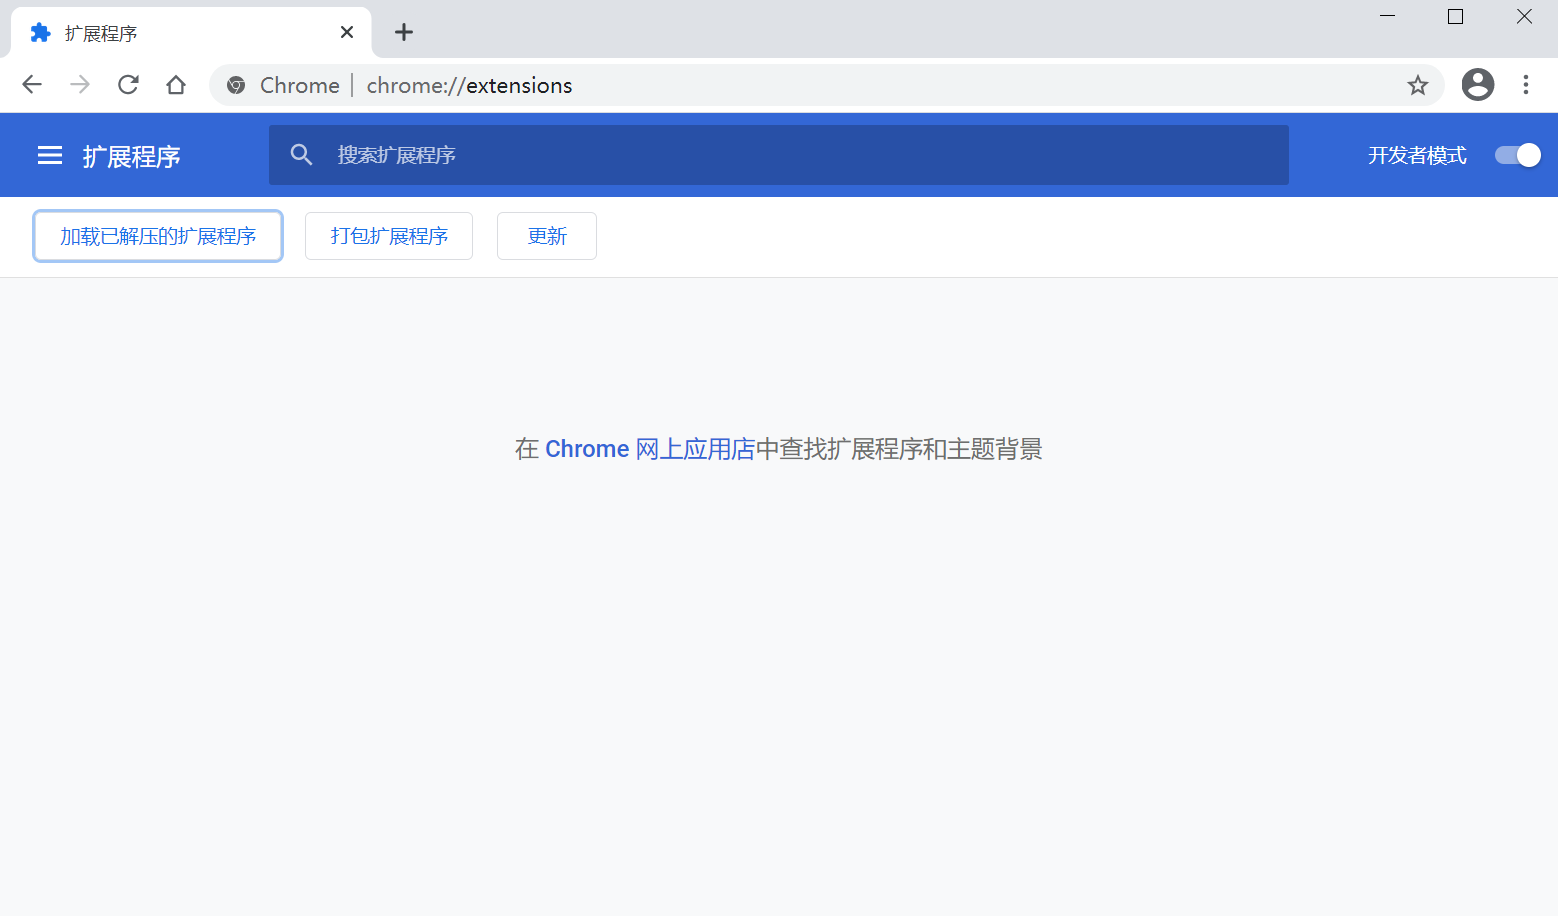 扩展程序
Chrome | chrome://extensions
扩展程序 搜索扩展程序 开发者模式
加载已解压的扩展程序 打包扩展程序 更新
在 Chrome 网上应用店中查找扩展程序和主题背景